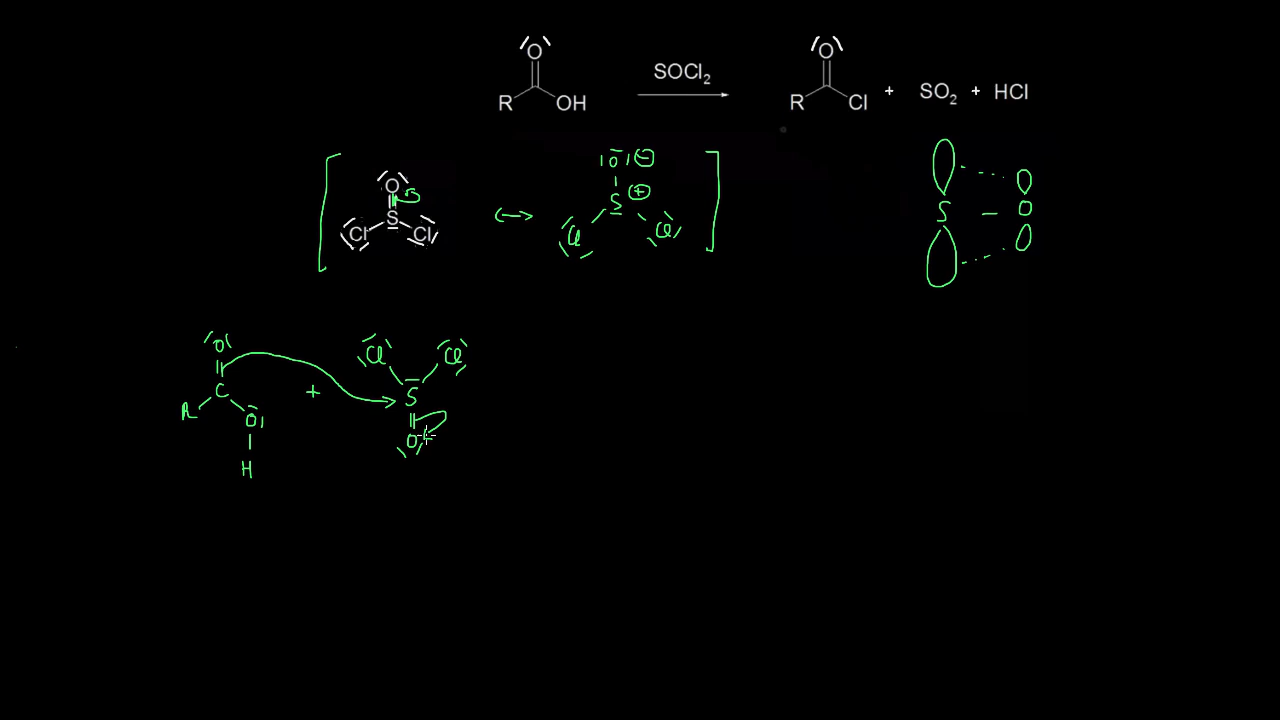 O O
SOCl2
R OH R Cl + SO2 + HCl
O O ⊖
S ⊕ S O
S
Cl Cl ↔ Cl Cl
O Cl Cl
C + S
R O O
H